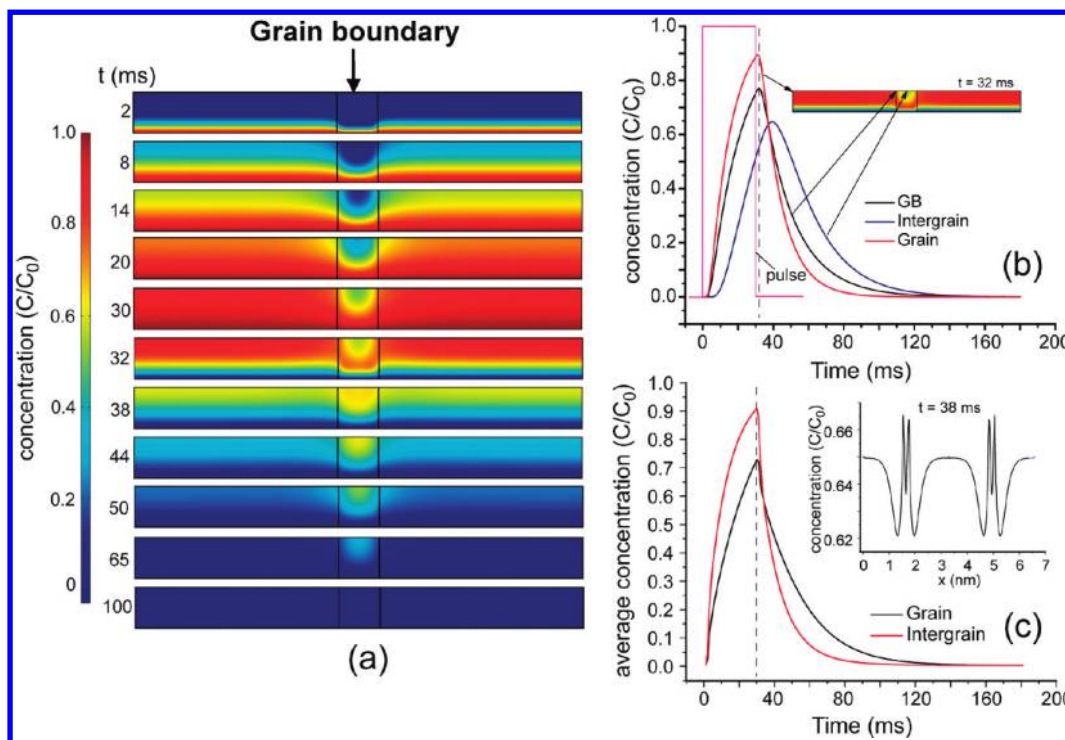 Grain boundary
t (ms)
2
8
14
20
30
32
38
44
50
65
100
1.0
0.8
0.6
0.4
0.2
0
concentration (C/C0)
(a)
1.0
0.8
0.6
0.4
0.2
0.0
concentration (C/C0)
t = 32 ms
GB
Intergrain
Grain
pulse
(b)
0 40 80 120 160 200
Time (ms)
1.0
0.9
0.8
0.7
0.6
0.5
0.4
0.3
0.2
0.1
0.0
average concentration (C/C0)
t = 38 ms
0.66
0.64
0.62
concentration (C/C0)
0 1 2 3 4 5 6 7
x (nm)
Grain
Intergrain
(c)
0 40 80 120 160 200
Time (ms)